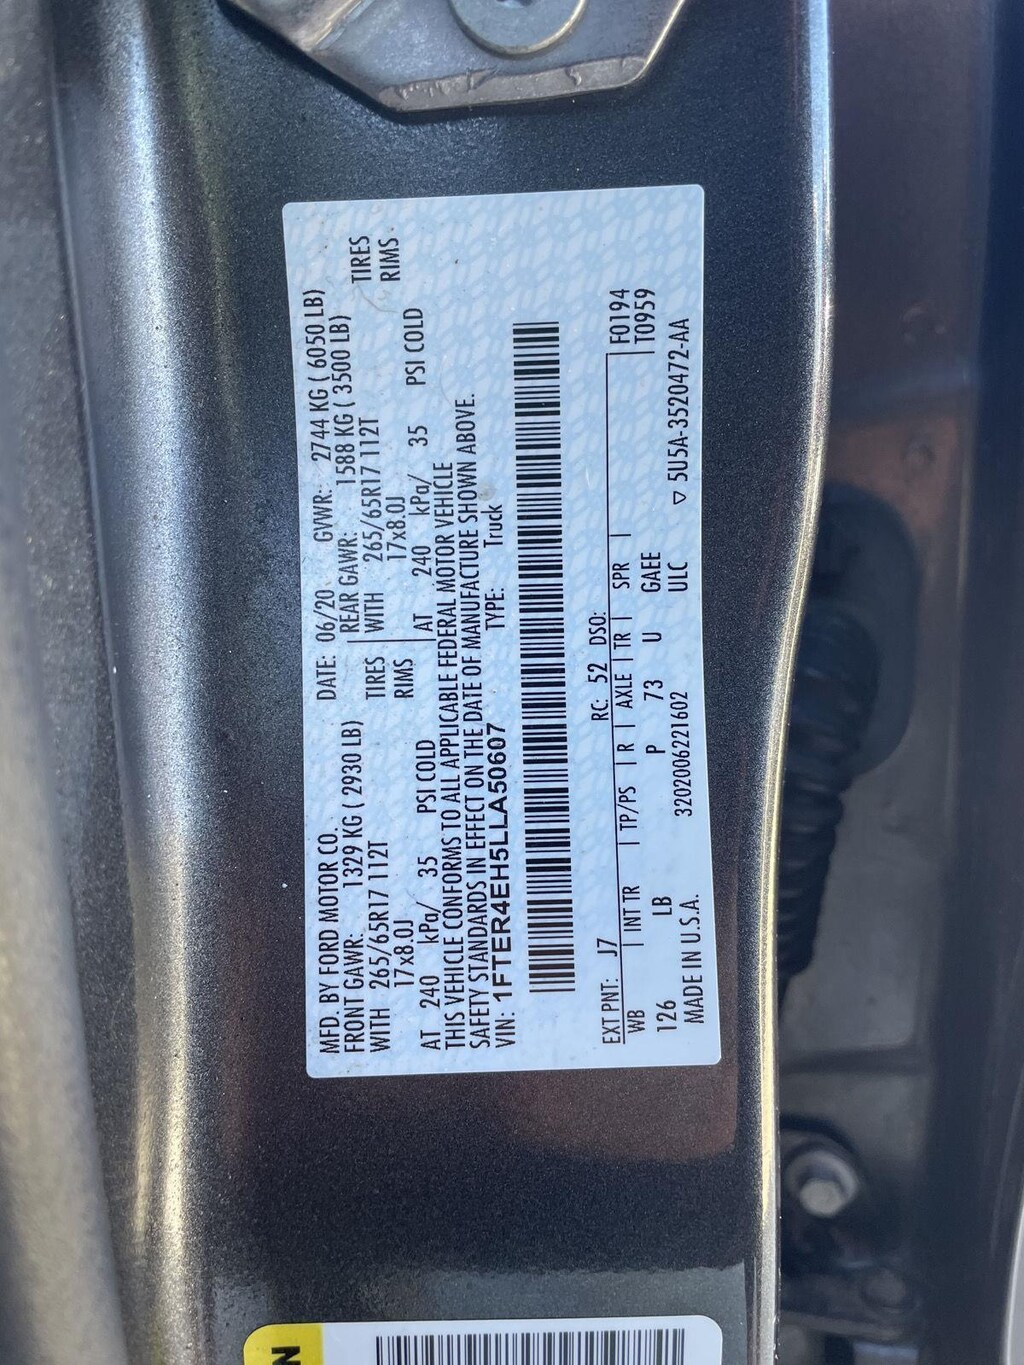 MFD. BY FORD MOTOR CO. DATE: 06/20 GVWR: 2744 KG ( 6050 LB)
FRONT GAWR: 1329 KG ( 2930 LB) REAR GAWR: 1588 KG ( 3500 LB)
WITH 265/65R17 112T TIRES WITH 265/65R17 112T TIRES
17x8.0J RIMS 17x8.0J RIMS
AT 240 kPa/ 35 PSI COLD AT 240 kPa/ 35 PSI COLD
THIS VEHICLE CONFORMS TO ALL APPLICABLE FEDERAL MOTOR VEHICLE
SAFETY STANDARDS IN EFFECT ON THE DATE OF MANUFACTURE SHOWN ABOVE.
VIN: 1FTER4EH5LLA50607 TYPE: Truck
EXT PNT: J7 RC: 52 DSO: F0194
WB INT TR TP/PS R AXLE TR SPR T0959
126 LB P 73 U GAEE
MADE IN U.S.A. 3202006221602 ULC ▽ 5U5A-3520472-AA
N